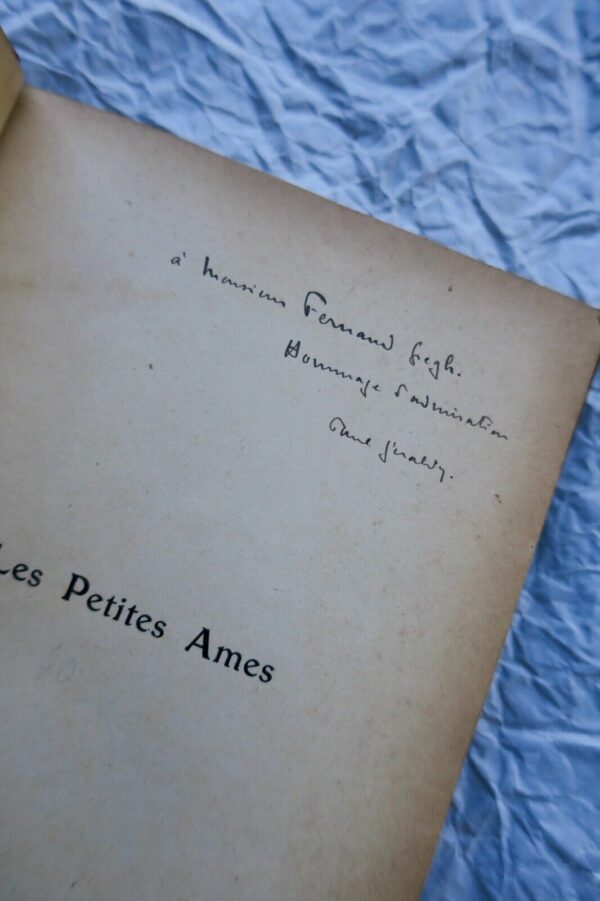 à Monsieur Fernand Gregh.
Hommage d'admiration
Paul Géraldy.
Les Petites Ames